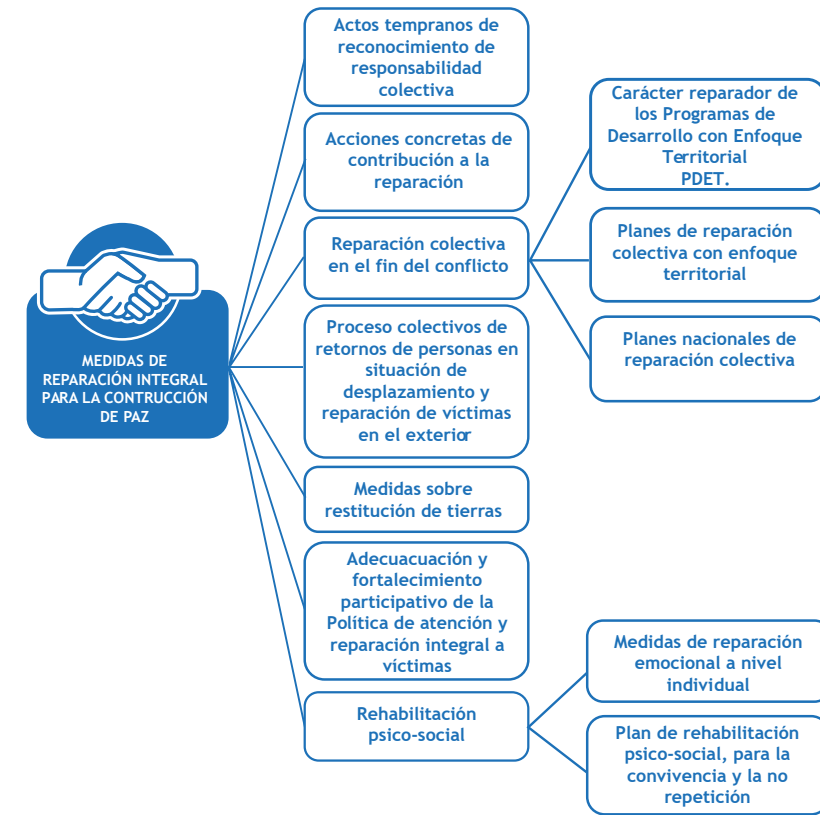 MEDIDAS DE
REPARACIÓN INTEGRAL
PARA LA CONTRUCCIÓN
DE PAZ
Actos tempranos de
reconocimiento de
responsabilidad
colectiva
Acciones concretas de
contribución a la
reparación
Reparación colectiva
en el fin del conflicto
Carácter reparador de
los Programas de
Desarrollo con Enfoque
Territorial
PDET.
Planes de reparación
colectiva con enfoque
territorial
Planes nacionales de
reparación colectiva
Proceso colectivos de
retornos de personas en
situación de
desplazamiento y
reparación de víctimas
en el exterior
Medidas sobre
restitución de tierras
Adecuacuación y
fortalecimiento
participativo de la
Política de atención y
reparación integral a
víctimas
Rehabilitación
psico-social
Medidas de reparación
emocional a nivel
individual
Plan de rehabilitación
psico-social, para la
convivencia y la no
repetición